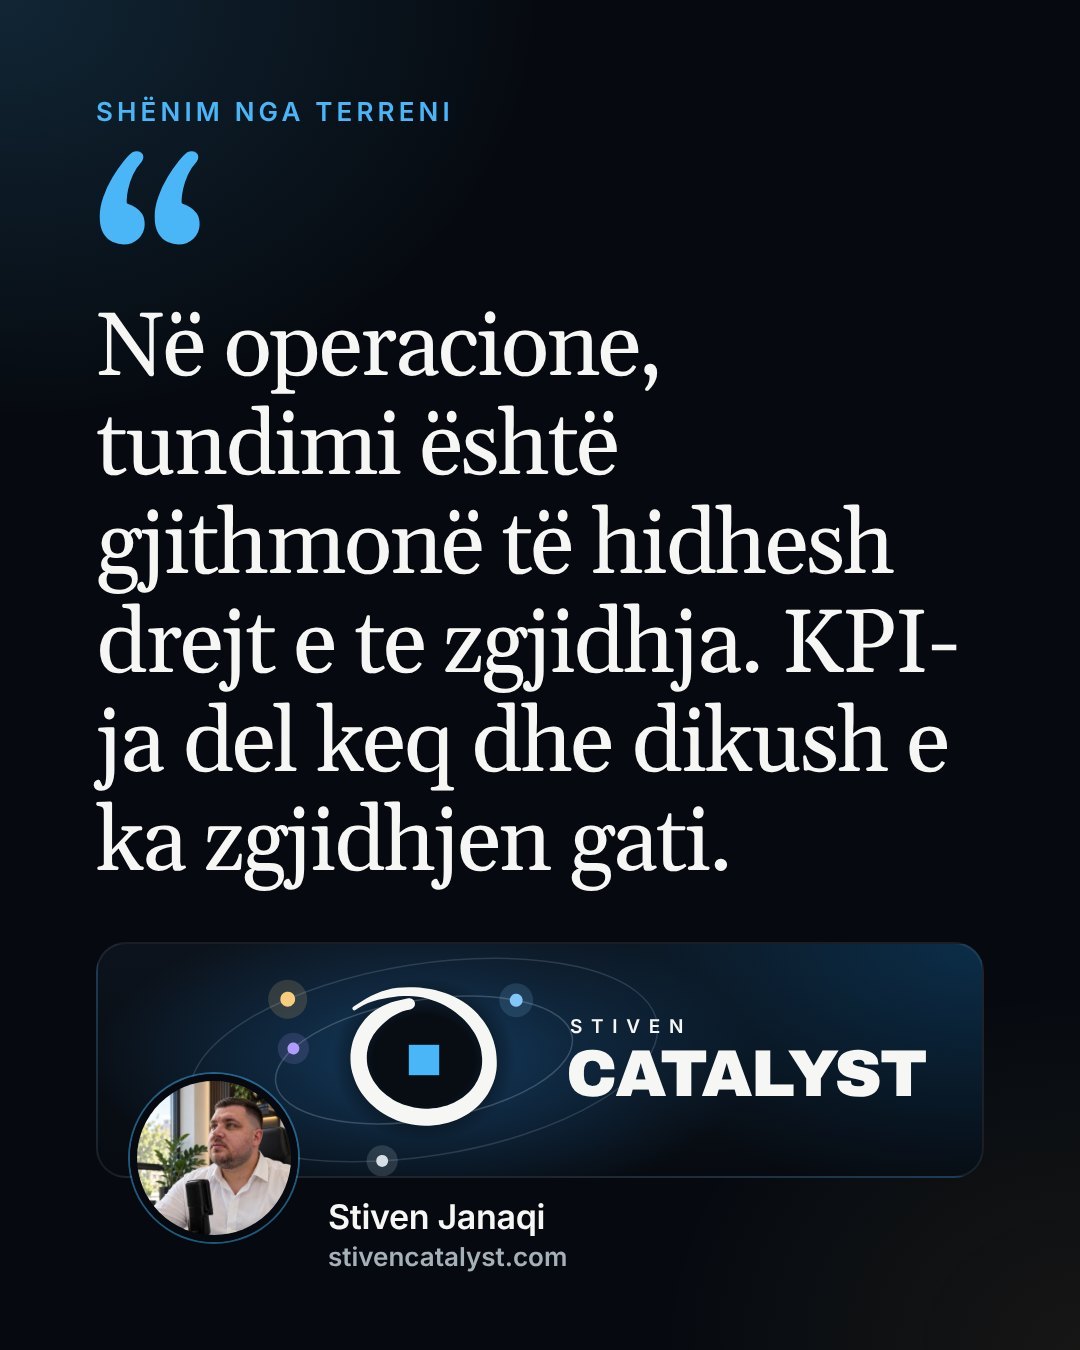 SHËNIM NGA TERRENI
“
Në operacione,
tundimi është
gjithmonë të hidhesh
drejt e te zgjidhja. KPI-
ja del keq dhe dikush e
ka zgjidhjen gati.
STIVEN
CATALYST
Stiven Janaqi
stivencatalyst.com